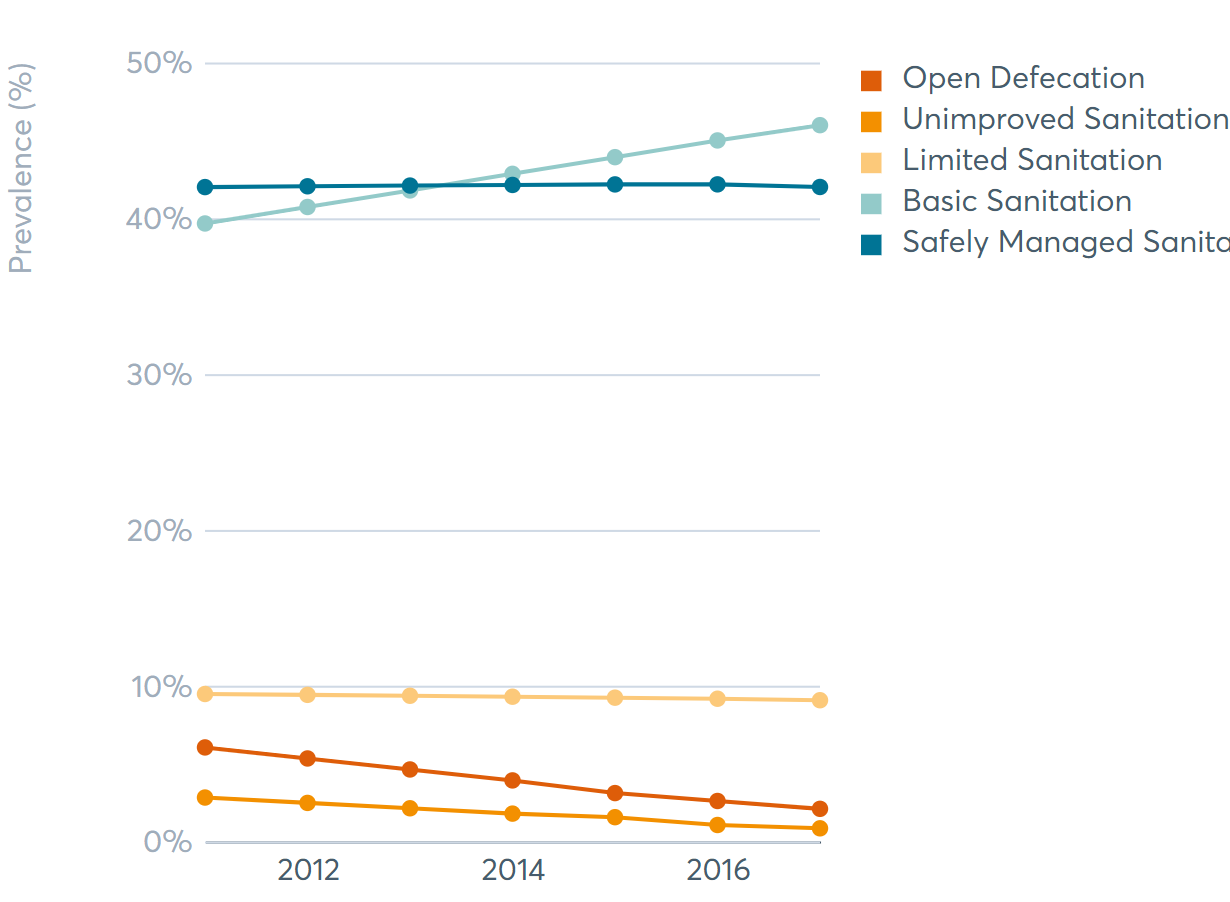 Prevalence (%)
50%
40%
30%
20%
10%
0%
2012
2014
2016
Open Defecation
Unimproved Sanitation
Limited Sanitation
Basic Sanitation
Safely Managed Sanita